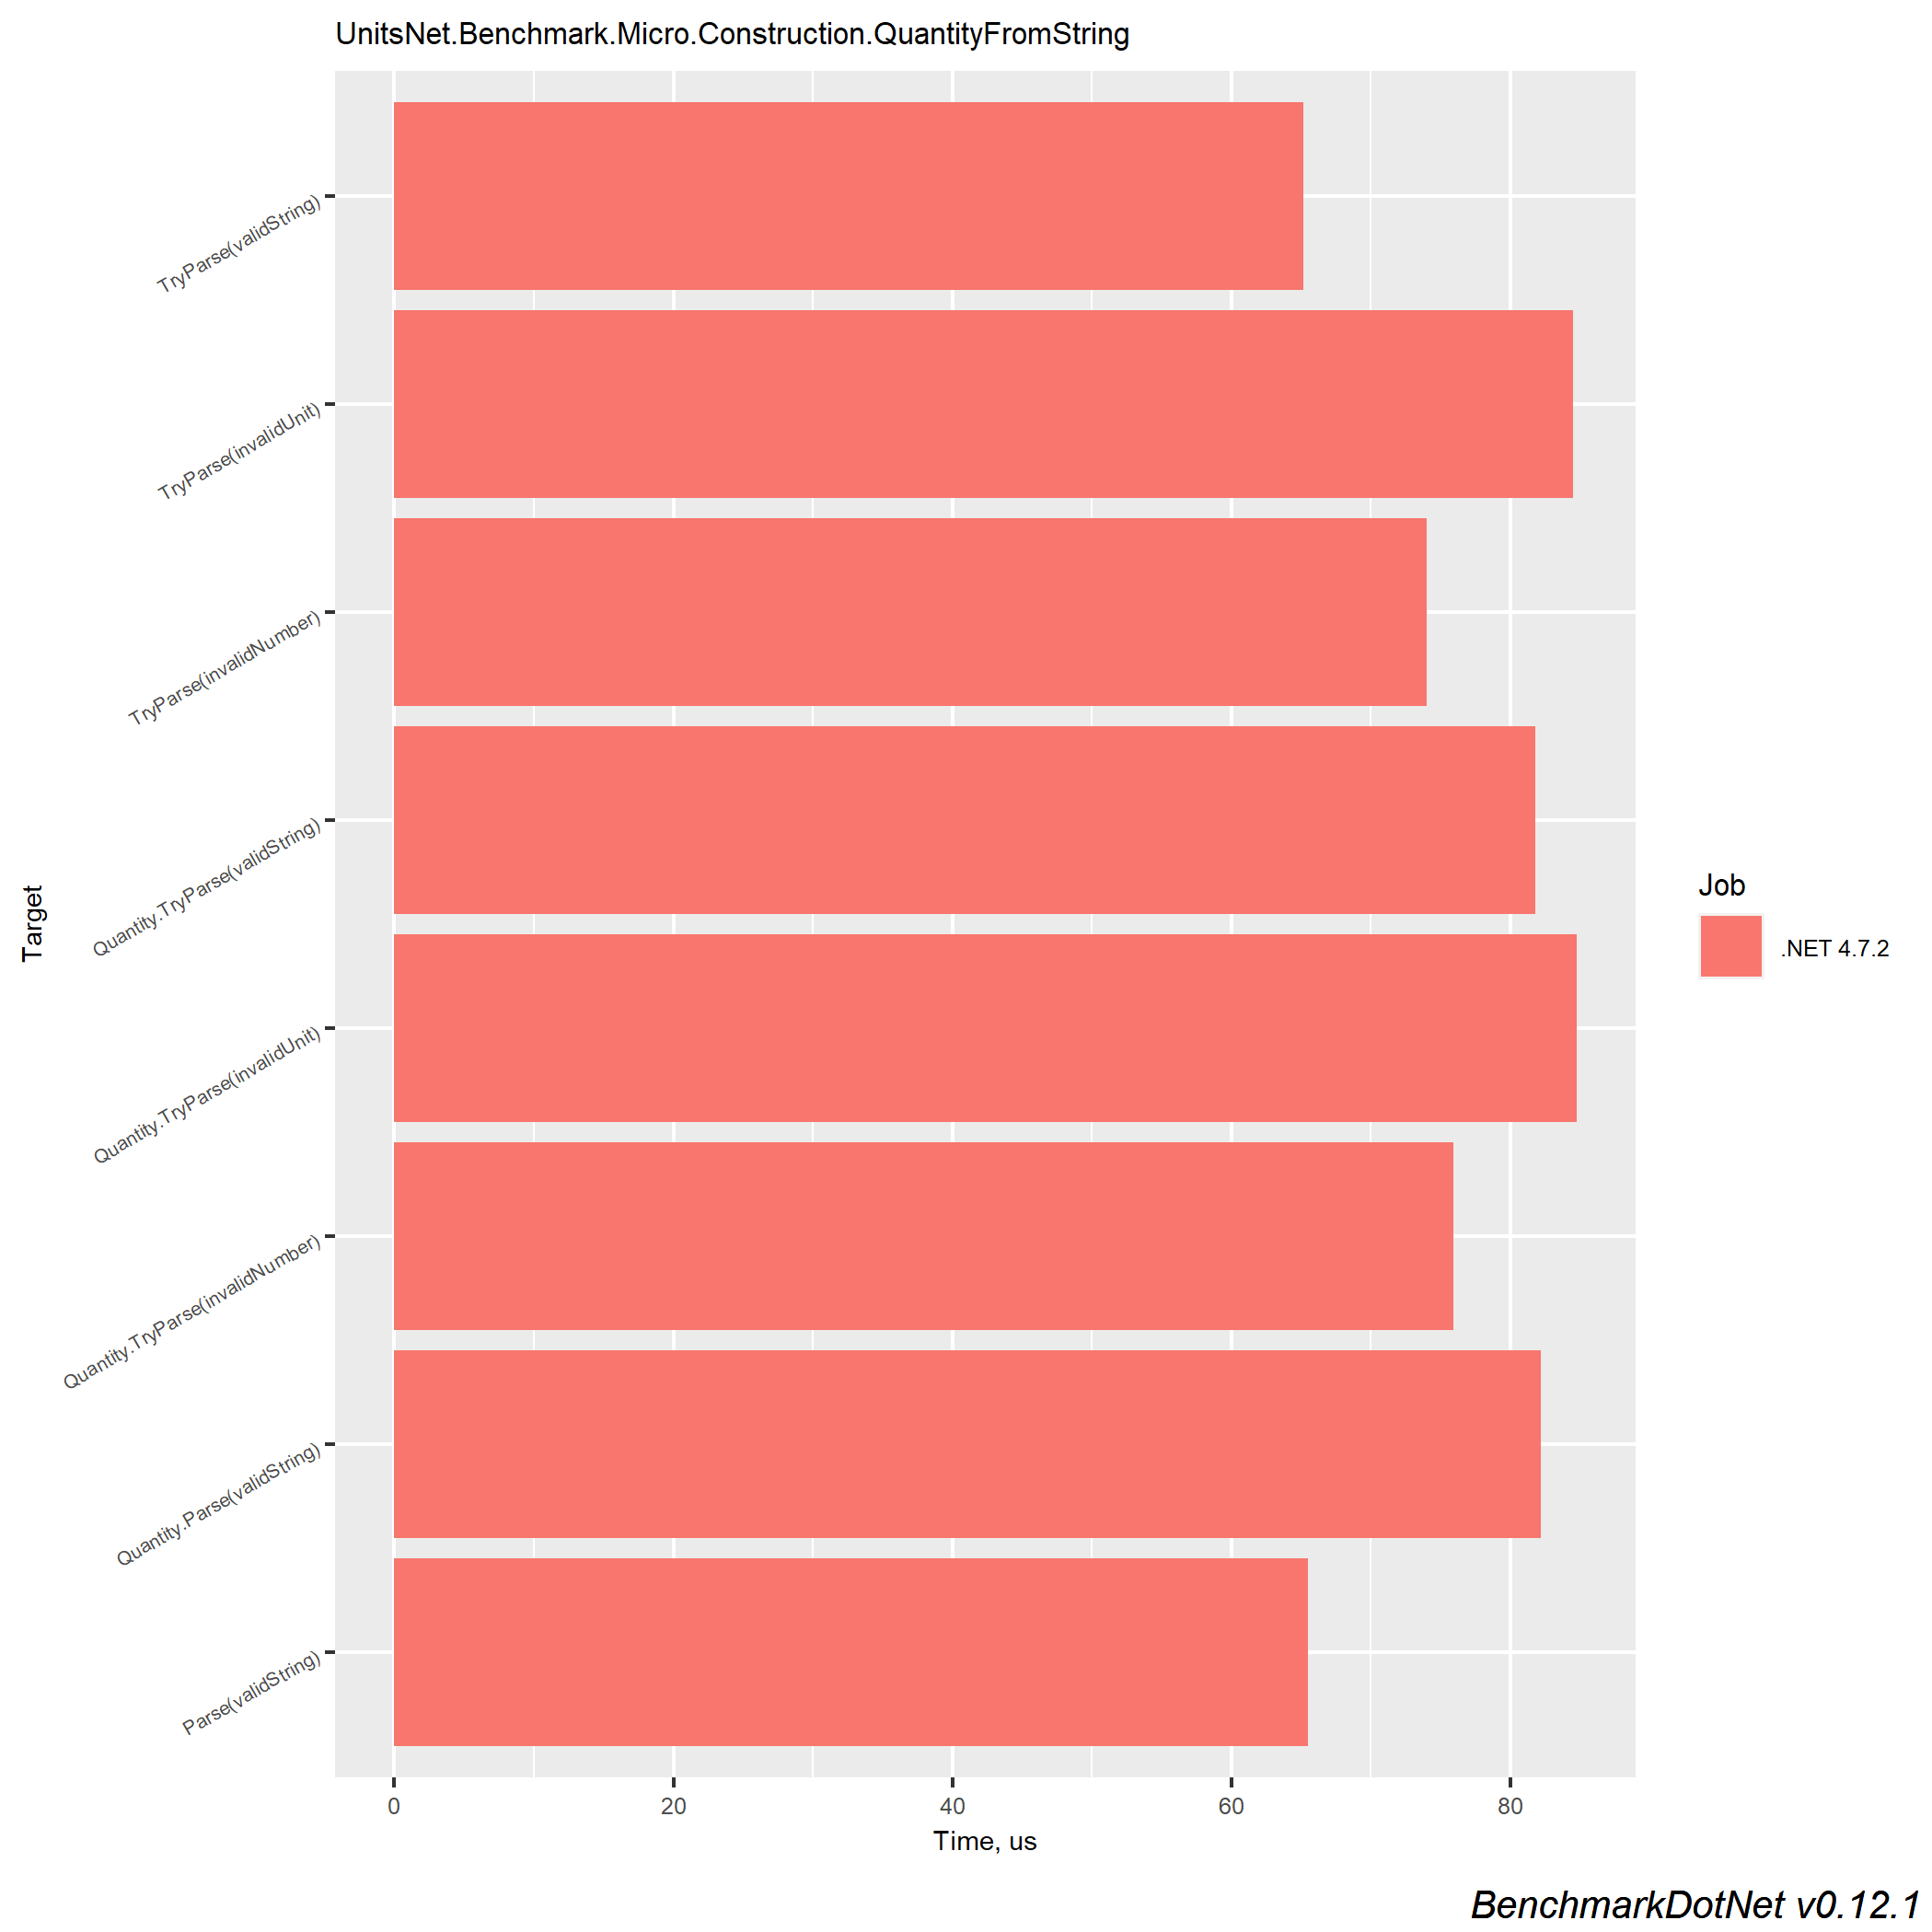 UnitsNet.Benchmark.Micro.Construction.QuantityFromString
TryParse(validString)
TryParse(invalidUnit)
TryParse(invalidNumber)
Quantity.TryParse(validString)
Quantity.TryParse(invalidUnit)
Quantity.TryParse(invalidNumber)
Quantity.Parse(validString)
Parse(validString)
Target
0 20 40 60 80
Time, us
Job
.NET 4.7.2
BenchmarkDotNet v0.12.1